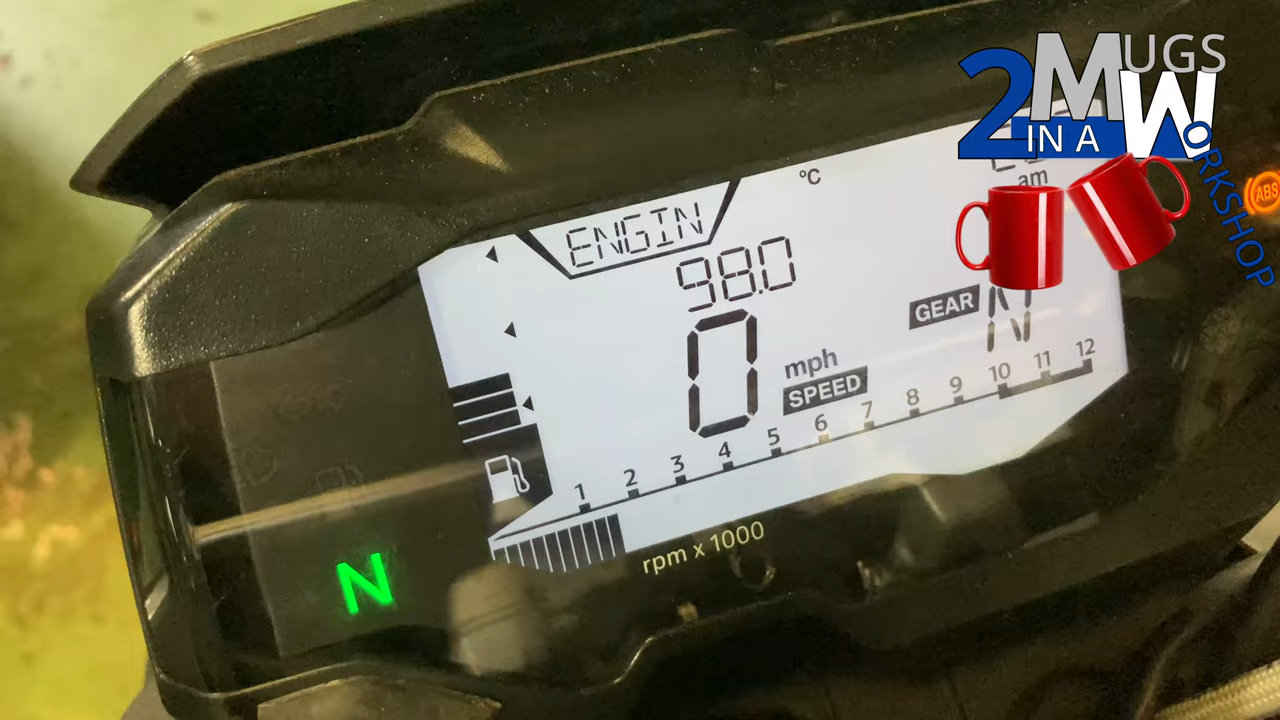 2 MUGS
IN A WORKSHOP
°C
am
ABS
ENGIN
98.0
GEAR N
0 mph
SPEED
1 2 3 4 5 6 7 8 9 10 11 12
rpm x 1000
N